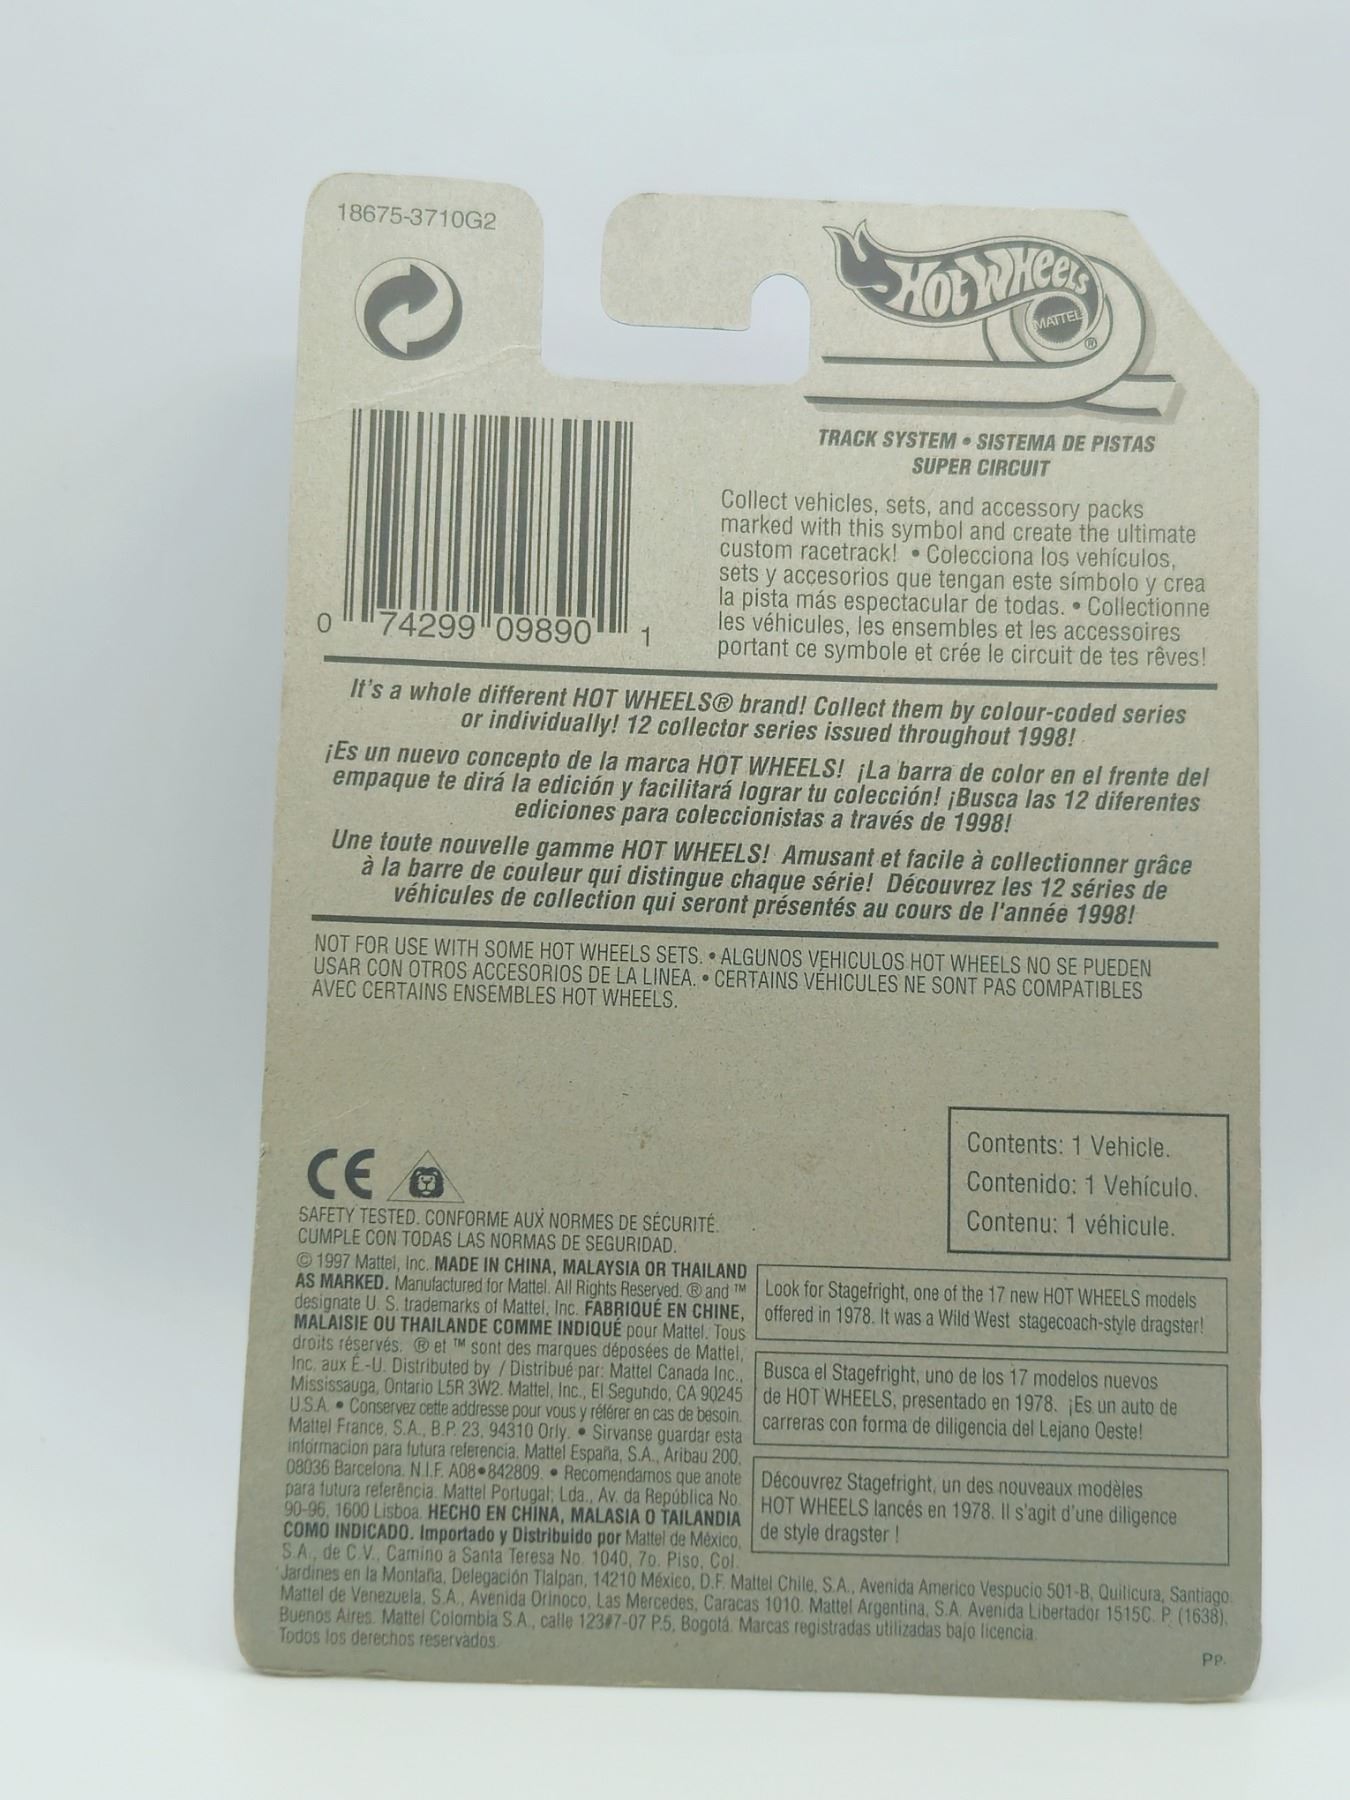 18675-3710G2
HOT WHEELS
MATTEL
®
TRACK SYSTEM • SISTEMA DE PISTAS
SUPER CIRCUIT
Collect vehicles, sets, and accessory packs
marked with this symbol and create the ultimate
custom racetrack! • Colecciona los vehículos,
sets y accesorios que tengan este símbolo y crea
la pista más espectacular de todas. • Collectionne
les véhicules, les ensembles et les accessoires
portant ce symbole et crée le circuit de tes rêves!
0 74299 09890 1
It's a whole different HOT WHEELS® brand! Collect them by colour-coded series
or individually! 12 collector series issued throughout 1998!
¡Es un nuevo concepto de la marca HOT WHEELS! ¡La barra de color en el frente del
empaque te dirá la edición y facilitará lograr tu colección! ¡Busca las 12 diferentes
ediciones para coleccionistas a través de 1998!
Une toute nouvelle gamme HOT WHEELS! Amusant et facile à collectionner grâce
à la barre de couleur qui distingue chaque série! Découvrez les 12 séries de
véhicules de collection qui seront présentés au cours de l'année 1998!
NOT FOR USE WITH SOME HOT WHEELS SETS. • ALGUNOS VEHICULOS HOT WHEELS NO SE PUEDEN
USAR CON OTROS ACCESORIOS DE LA LINEA. • CERTAINS VÉHICULES NE SONT PAS COMPATIBLES
AVEC CERTAINS ENSEMBLES HOT WHEELS.
Contents: 1 Vehicle.
Contenido: 1 Vehículo.
Contenu: 1 véhicule.
CE
SAFETY TESTED. CONFORME AUX NORMES DE SÉCURITÉ.
CUMPLE CON TODAS LAS NORMAS DE SEGURIDAD.
© 1997 Mattel, Inc. MADE IN CHINA, MALAYSIA OR THAILAND
AS MARKED. Manufactured for Mattel. All Rights Reserved. ® and ™
designate U. S. trademarks of Mattel, Inc. FABRIQUÉ EN CHINE,
MALAISIE OU THAILANDE COMME INDIQUÉ pour Mattel. Tous
droits réservés. ® et ™ sont des marques déposées de Mattel,
Inc. aux É.-U. Distributed by / Distribué par: Mattel Canada Inc.,
Mississauga, Ontario L5R 3W2. Mattel, Inc., El Segundo, CA 90245
U.S.A. • Conservez cette addresse pour vous y référer en cas de besoin.
Mattel France, S.A., B.P. 23, 94310 Orly. • Sirvanse guardar esta
informacion para futura referencia. Mattel España, S.A., Aribau 200,
08036 Barcelona. N.I.F. A08•842809. • Recomendamos que anote
para futura referência. Mattel Portugal; Lda., Av. da República No.
90-96, 1600 Lisboa. HECHO EN CHINA, MALASIA O TAILANDIA
COMO INDICADO. Importado y Distribuido por Mattel de México,
S.A., de C.V., Camino a Santa Teresa No. 1040, 7o. Piso, Col.
Jardines en la Montaña, Delegación Tlalpan, 14210 México, D.F. Mattel Chile, S.A., Avenida Americo Vespucio 501-B, Quilicura, Santiago.
Mattel de Venezuela, S.A., Avenida Orinoco, Las Mercedes, Caracas 1010. Mattel Argentina, S.A. Avenida Libertador 1515C. P. (1638),
Buenos Aires. Mattel Colombia S.A., calle 123#7-07 P.5, Bogotá. Marcas registradas utilizadas bajo licencia.
Todos los derechos reservados.
Look for Stagefright, one of the 17 new HOT WHEELS models
offered in 1978. It was a Wild West stagecoach-style dragster!
Busca el Stagefright, uno de los 17 modelos nuevos
de HOT WHEELS, presentado en 1978. ¡Es un auto de
carreras con forma de diligencia del Lejano Oeste!
Découvrez Stagefright, un des nouveaux modèles
HOT WHEELS lancés en 1978. Il s'agit d'une diligence
de style dragster !
PP.